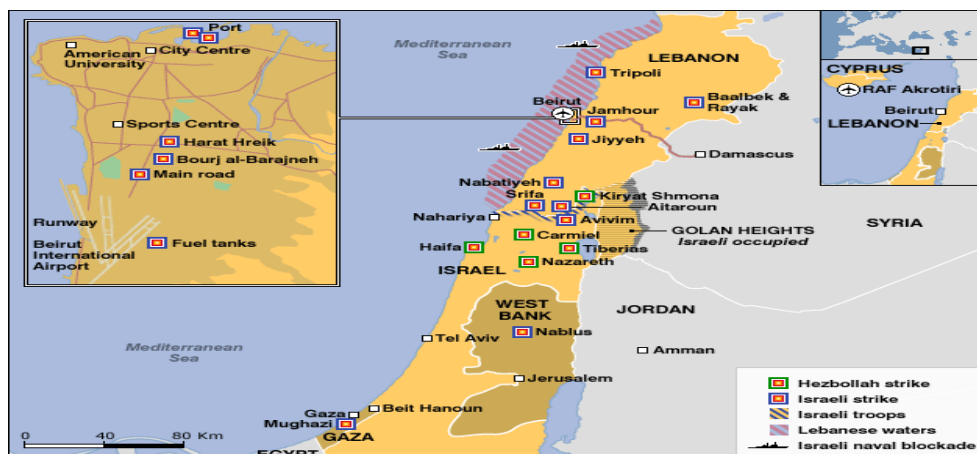 Port
American
University
City Centre
Sports Centre
Harat Hreik
Bourj al-Barajneh
Main road
Runway
Beirut
International
Airport
Fuel tanks
Mediterranean
Sea
LEBANON
Tripoli
Baalbek &
Rayak
Beirut
Jamhour
Jiyyeh
Damascus
Nabatiyeh
Kiryat Shmona
Srifa
Aitaroun
Nahariya
Avivim
Carmiel
GOLAN HEIGHTS
Israeli occupied
SYRIA
Haifa
Tiberias
ISRAEL
Nazareth
WEST
BANK
JORDAN
Nablus
Tel Aviv
Amman
Mediterranean
Sea
Jerusalem
Beit Hanoun
Gaza
Mughazi
GAZA
0 40 80 Km
CYPRUS
RAF Akrotiri
Beirut
LEBANON
Hezbollah strike
Israeli strike
Israeli troops
Lebanese waters
Israeli naval blockade